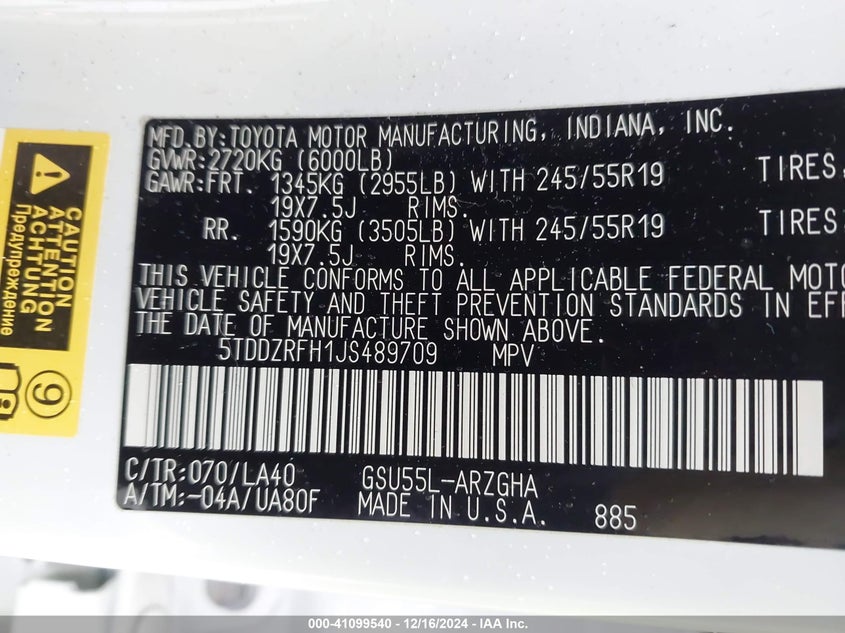 MFD.BY:TOYOTA MOTOR MANUFACTURING, INDIANA, INC.
GVWR:2720KG (6000LB)
GAWR:FRT. 1345KG (2955LB) WITH 245/55R19 TIRES,
19X7.5J RIMS.
RR. 1590KG (3505LB) WITH 245/55R19 TIRES,
19X7.5J RIMS.
THIS VEHICLE CONFORMS TO ALL APPLICABLE FEDERAL MOTO
VEHICLE SAFETY AND THEFT PREVENTION STANDARDS IN EFF
THE DATE OF MANUFACTURE SHOWN ABOVE.
5TDDZRFH1JS489709 MPV
C/TR:070/LA40 GSU55L-ARZGHA
A/TM:-04A/UA80F MADE IN U.S.A. 885
CAUTION
ATTENTION
ACHTUNG
Предупреждение
9
000-41099540 - 12/16/2024 - IAA Inc.